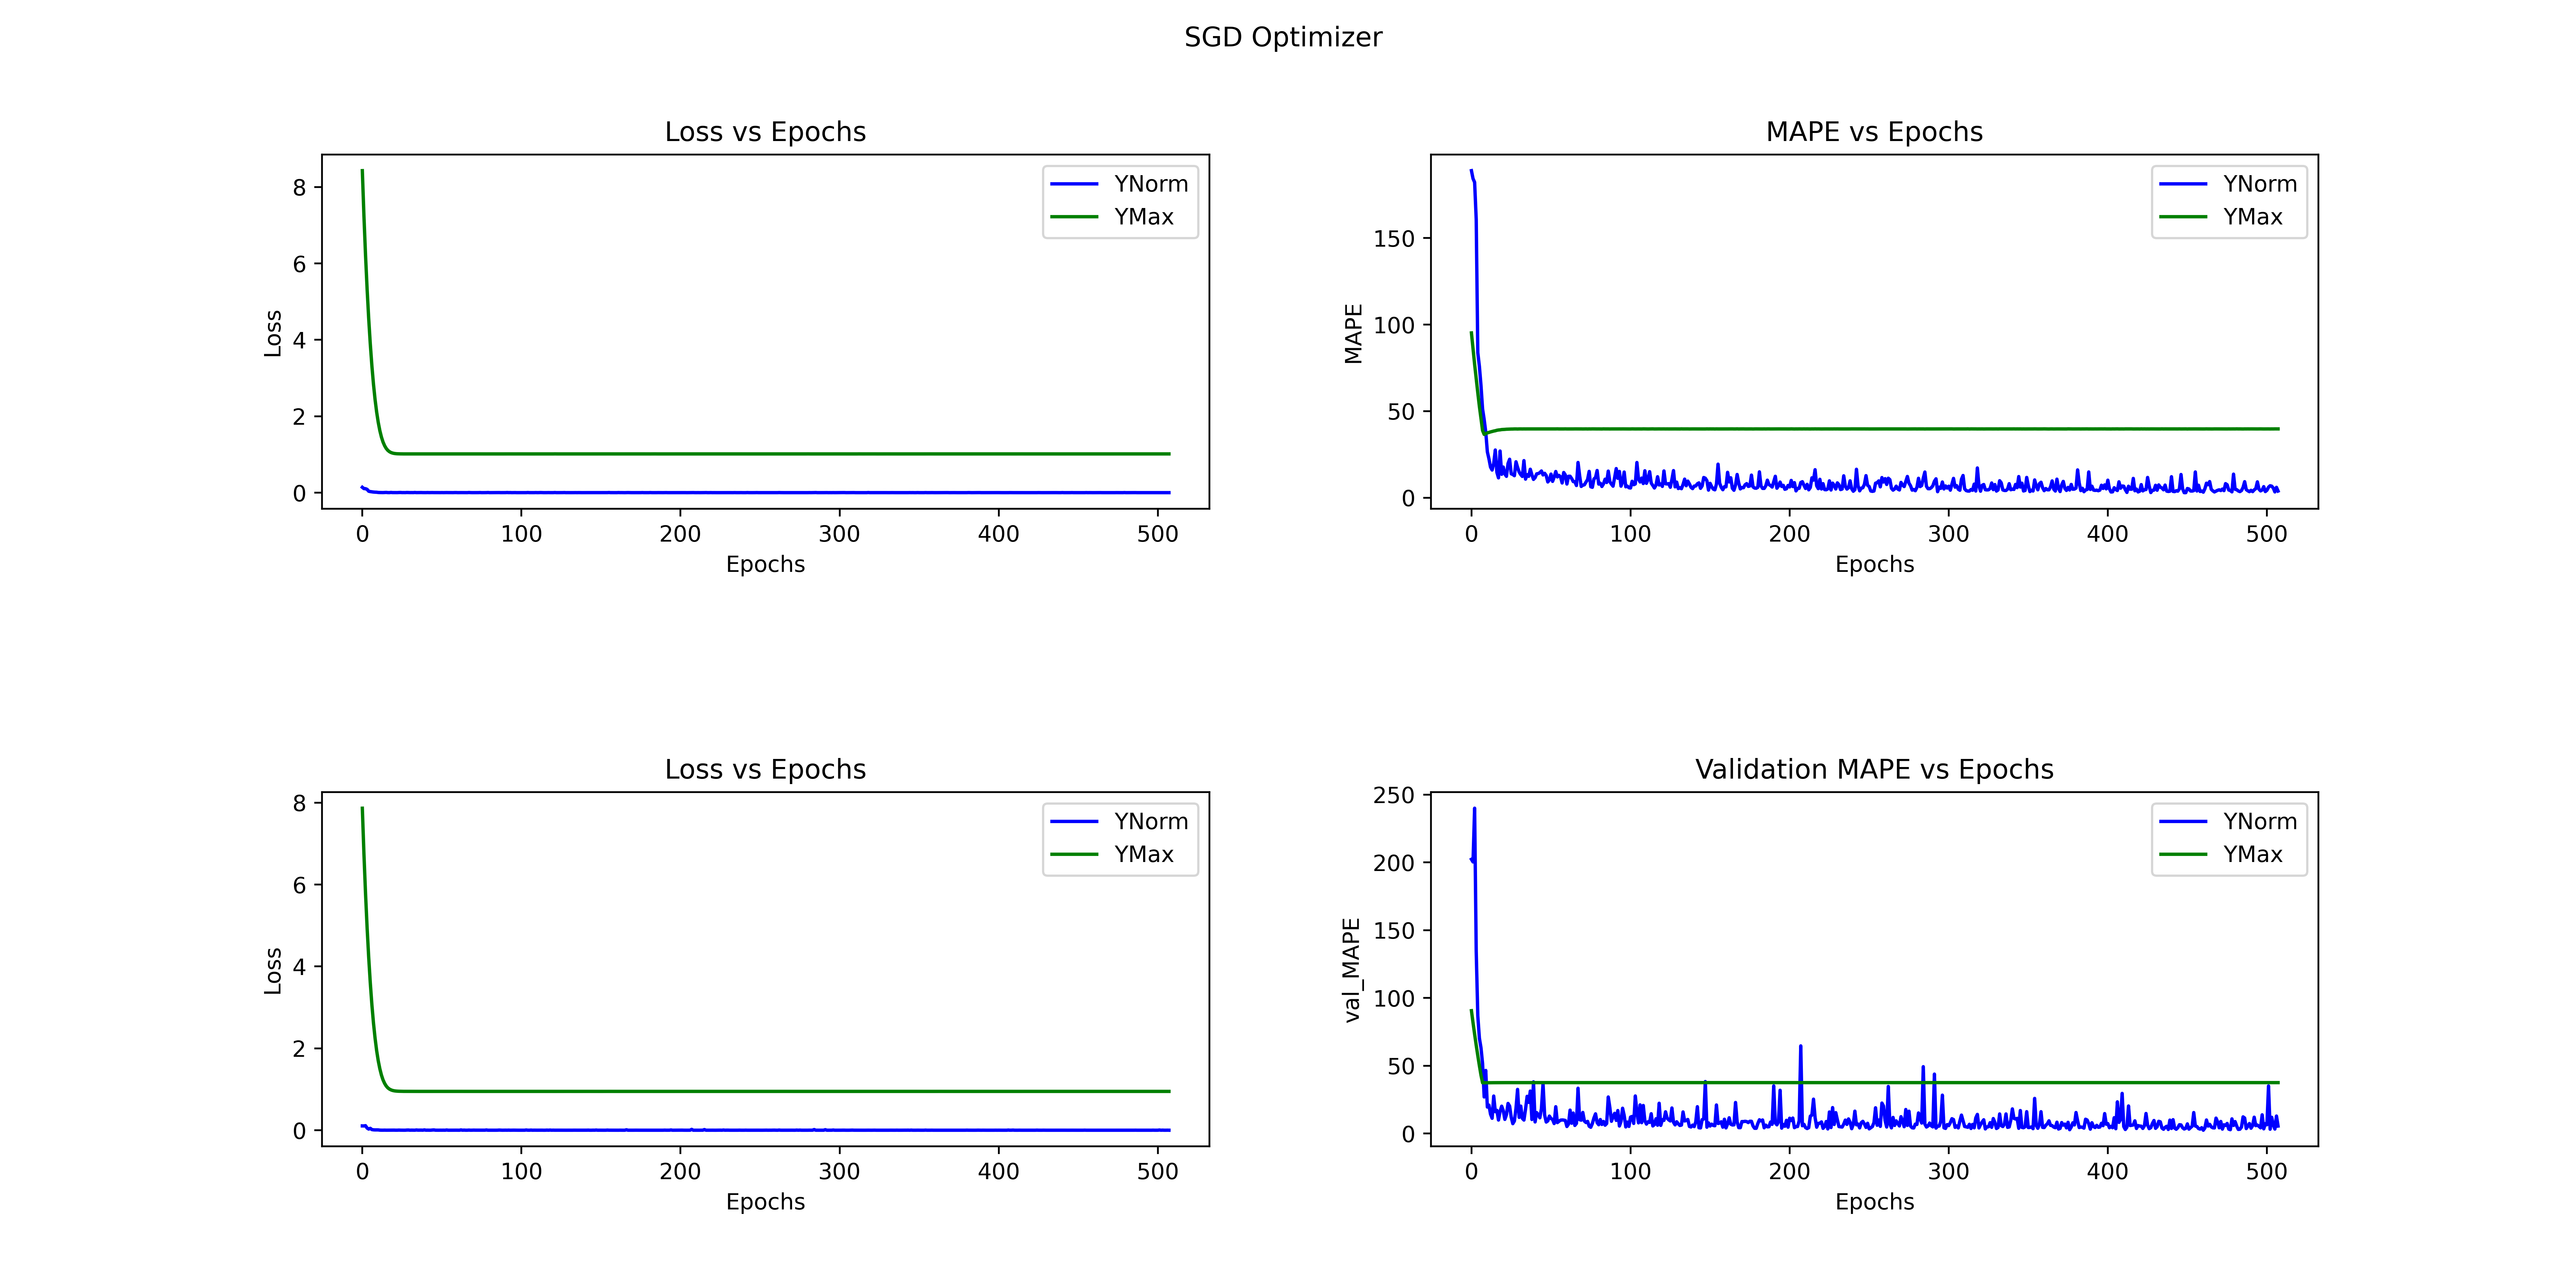 SGD Optimizer
Loss vs Epochs
8
6
4
2
0
Loss
0 100 200 300 400 500
Epochs
YNorm
YMax
MAPE vs Epochs
150
100
50
0
MAPE
0 100 200 300 400 500
Epochs
YNorm
YMax
Loss vs Epochs
8
6
4
2
0
Loss
0 100 200 300 400 500
Epochs
YNorm
YMax
Validation MAPE vs Epochs
250
200
150
100
50
0
val_MAPE
0 100 200 300 400 500
Epochs
YNorm
YMax